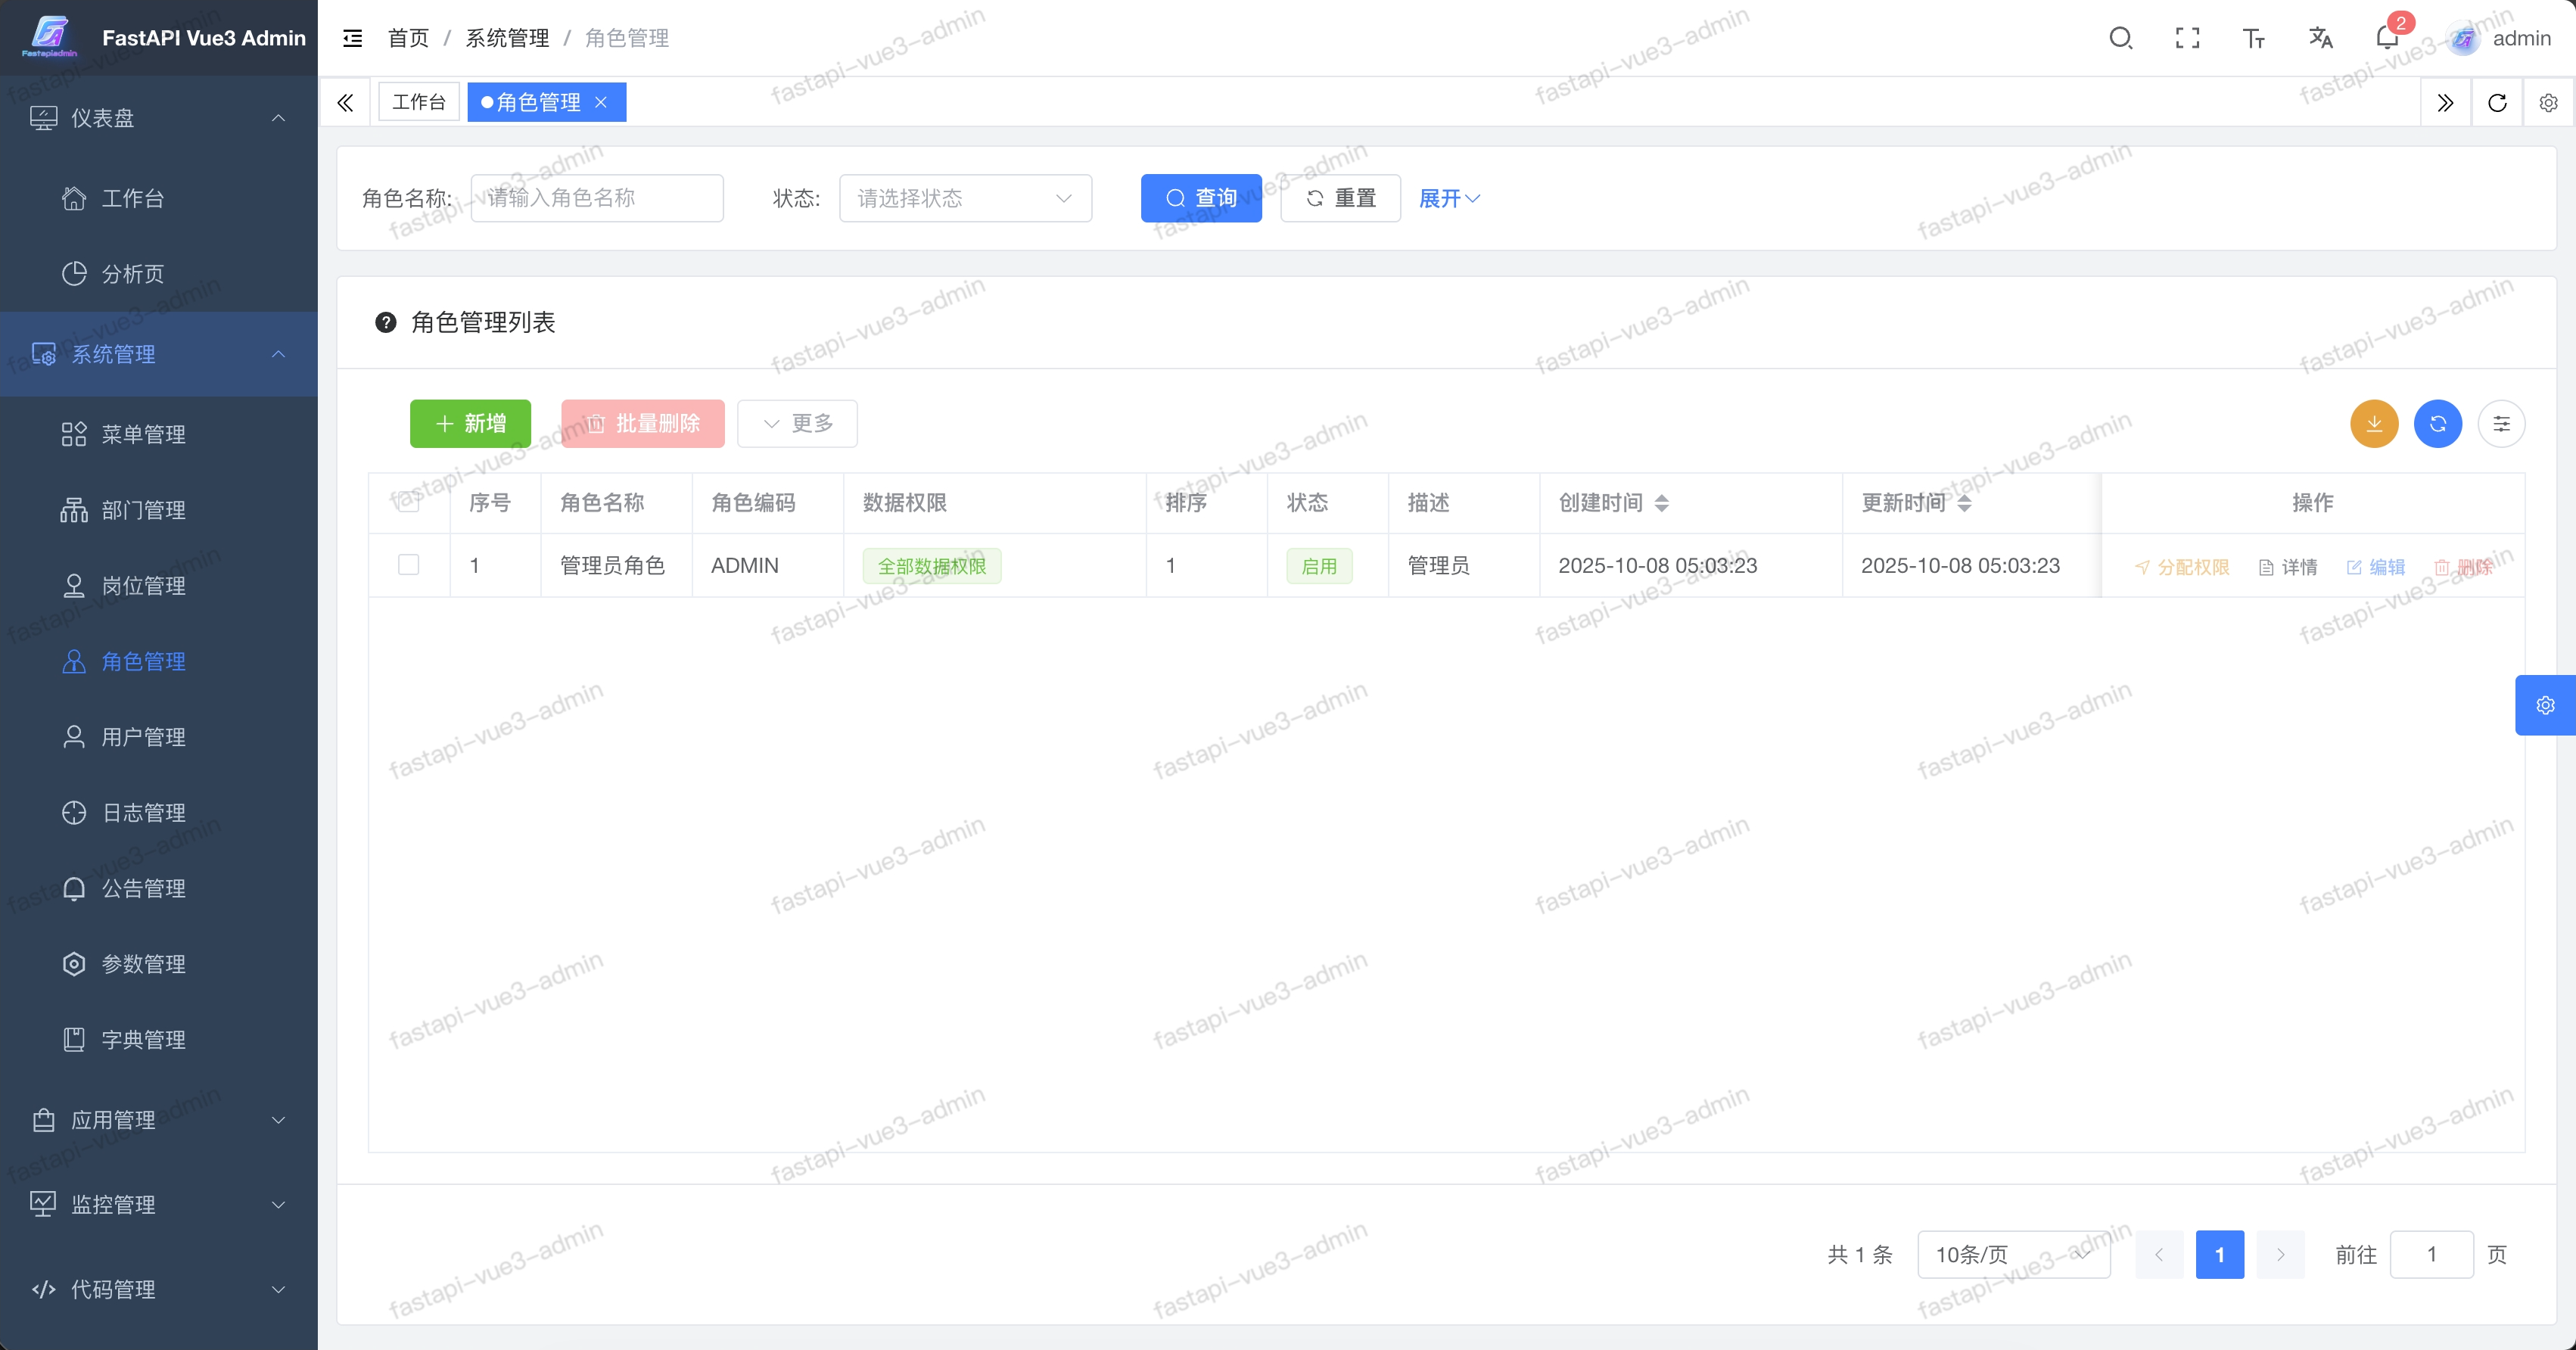 Fastapiadmin
FastAPI Vue3 Admin
首页 / 系统管理 / 角色管理
2
admin
仪表盘
工作台
分析页
系统管理
菜单管理
部门管理
岗位管理
角色管理
用户管理
日志管理
公告管理
参数管理
字典管理
应用管理
监控管理
代码管理
工作台 角色管理
角色名称: 请输入角色名称 状态: 请选择状态 查询 重置 展开
角色管理列表
新增 批量删除 更多
序号 角色名称 角色编码 数据权限 排序 状态 描述 创建时间 更新时间 操作
1 管理员角色 ADMIN 全部数据权限 1 启用 管理员 2025-10-08 05:03:23 2025-10-08 05:03:23 分配权限 详情 编辑 删除
共 1 条 10条/页 1 前往 1 页
fastapi-vue3-admin